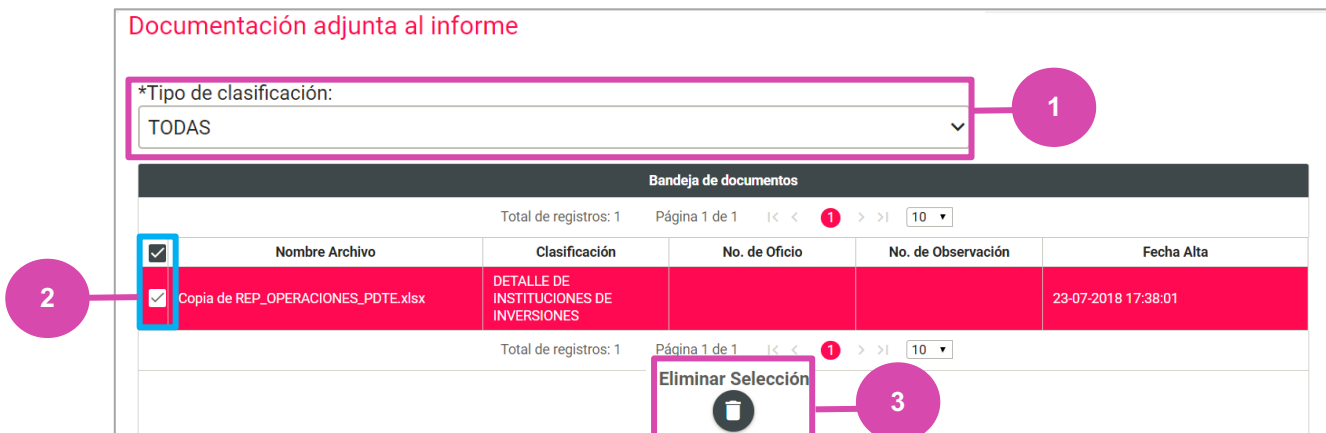 Documentación adjunta al informe
*Tipo de clasificación:
TODAS
1
Bandeja de documentos
Total de registros: 1 Página 1 de 1 |< < 1 > >| 10
Nombre Archivo Clasificación No. de Oficio No. de Observación Fecha Alta
2
Copia de REP_OPERACIONES_PDTE.xlsx
DETALLE DE
INSTITUCIONES DE
INVERSIONES
23-07-2018 17:38:01
Total de registros: 1 Página 1 de 1 |< < 1 > >| 10
Eliminar Selección
3